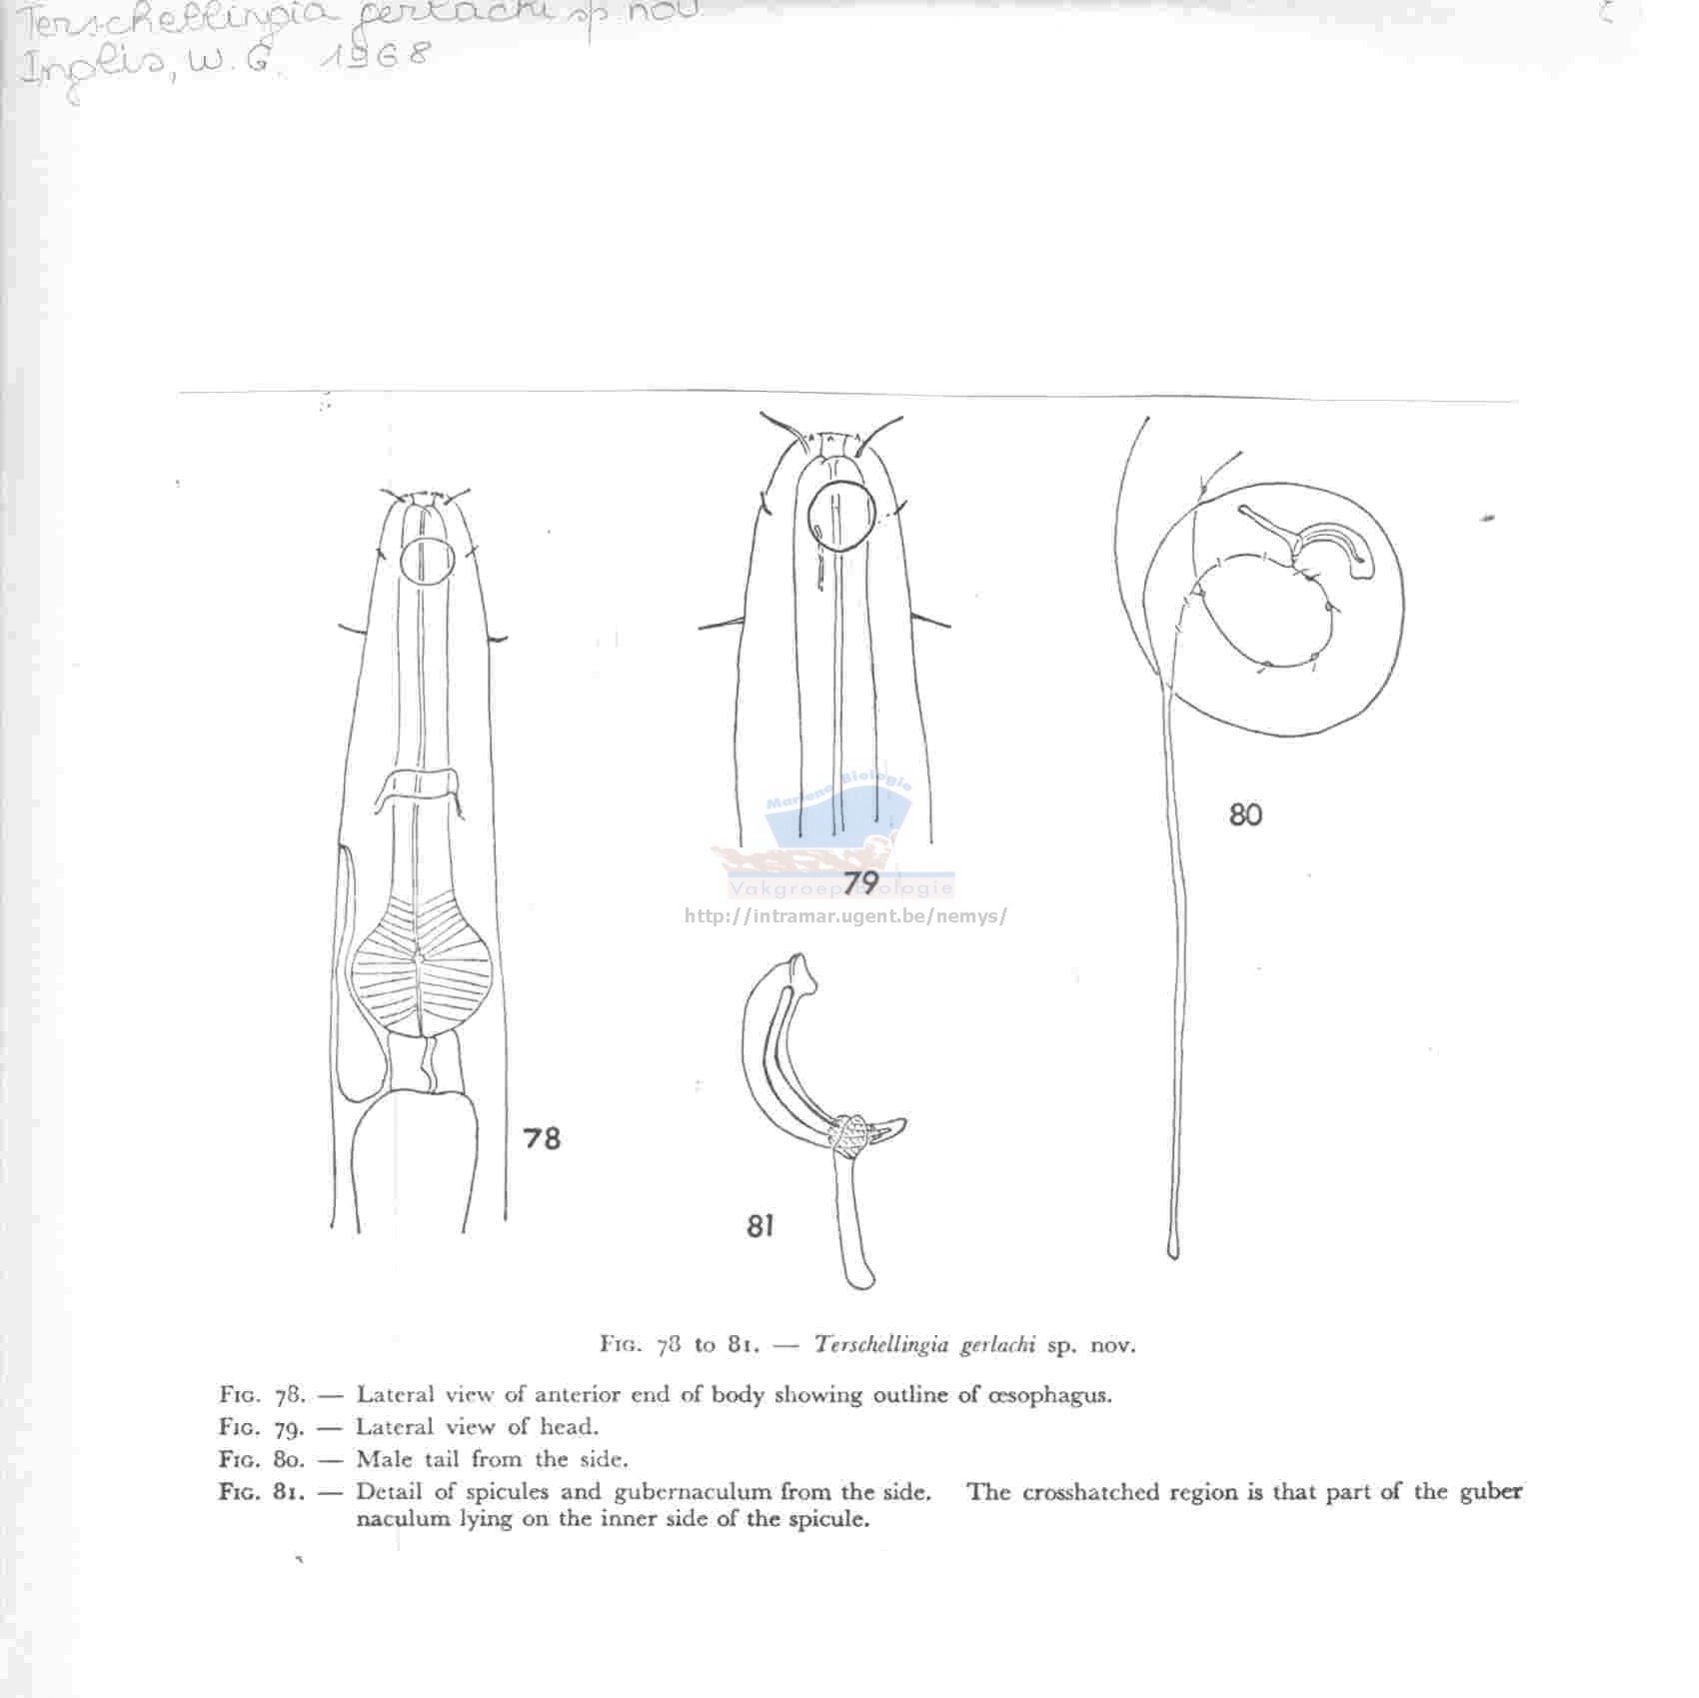 Terschellingia gerlachi sp. nov.
Inglis, W. G. 1968
79
Mariene Biologie
Vakgroep Biologie
http://intramar.ugent.be/nemys/
80
78
81
FIG. 78 to 81. — Terschellingia gerlachi sp. nov.
FIG. 78. — Lateral view of anterior end of body showing outline of œsophagus.
FIG. 79. — Lateral view of head.
FIG. 80. — Male tail from the side.
FIG. 81. — Detail of spicules and gubernaculum from the side. The crosshatched region is that part of the guber
naculum lying on the inner side of the spicule.